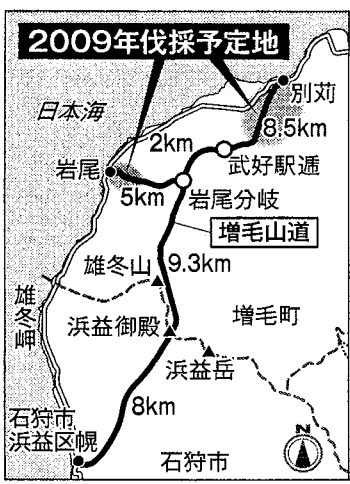 2009年伐採予定地
日本海
別苅
8.5km
2km
武好駅逓
岩尾
5km
岩尾分岐
増毛山道
雄冬山
9.3km
雄冬岬
増毛町
浜益御殿
浜益岳
8km
石狩市
浜益区幌
石狩市
N